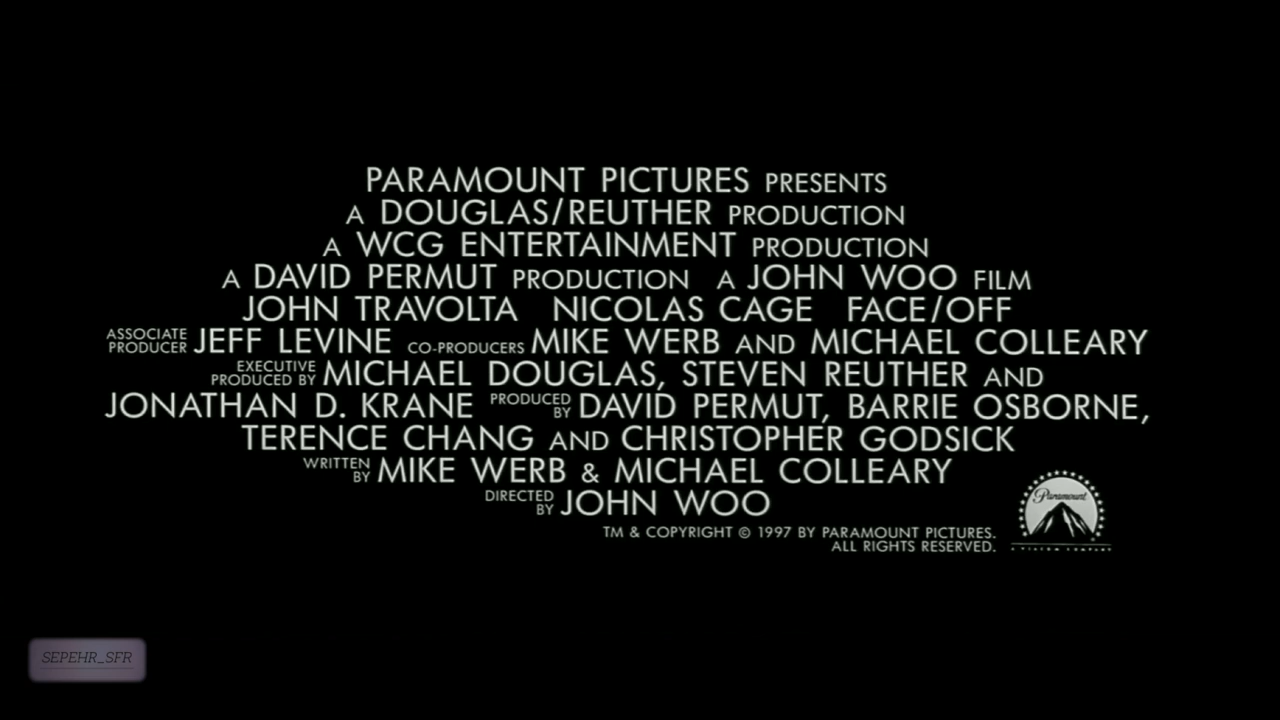 PARAMOUNT PICTURES PRESENTS
A DOUGLAS/REUTHER PRODUCTION
A WCG ENTERTAINMENT PRODUCTION
A DAVID PERMUT PRODUCTION A JOHN WOO FILM
JOHN TRAVOLTA NICOLAS CAGE FACE/OFF
ASSOCIATE PRODUCER JEFF LEVINE CO-PRODUCERS MIKE WERB AND MICHAEL COLLEARY
EXECUTIVE PRODUCED BY MICHAEL DOUGLAS, STEVEN REUTHER AND
JONATHAN D. KRANE PRODUCED BY DAVID PERMUT, BARRIE OSBORNE,
TERENCE CHANG AND CHRISTOPHER GODSICK
WRITTEN BY MIKE WERB & MICHAEL COLLEARY
DIRECTED BY JOHN WOO
Paramount
TM & COPYRIGHT © 1997 BY PARAMOUNT PICTURES.
ALL RIGHTS RESERVED.
A VIACOM COMPANY
SEPEHR_SFR